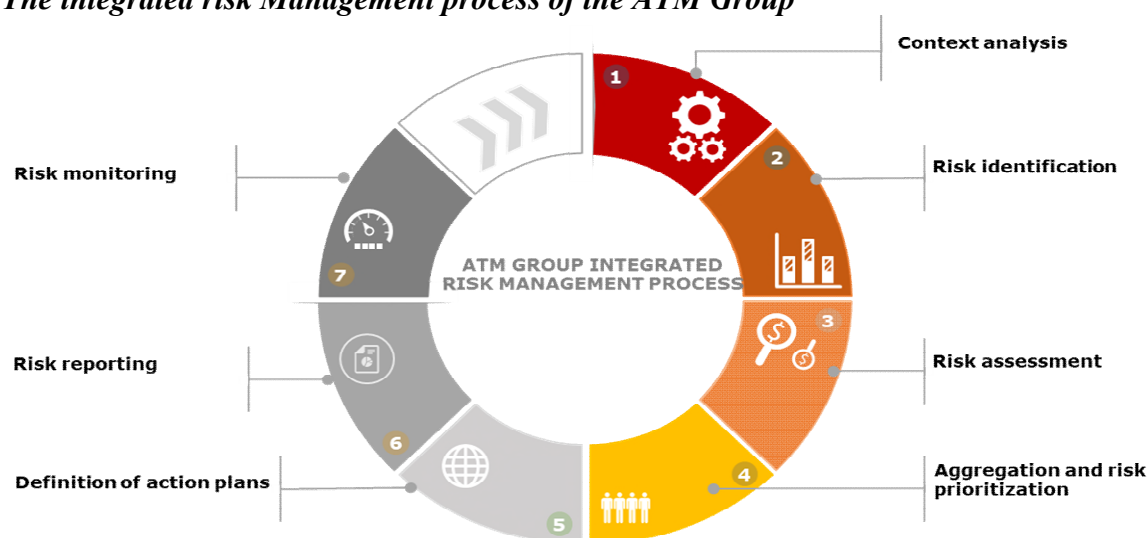 The integrated risk Management process of the ATM Group
1
Context analysis
2
Risk identification
3
Risk assessment
4
Aggregation and risk
prioritization
5
Definition of action plans
6
Risk reporting
7
Risk monitoring
ATM GROUP INTEGRATED
RISK MANAGEMENT PROCESS